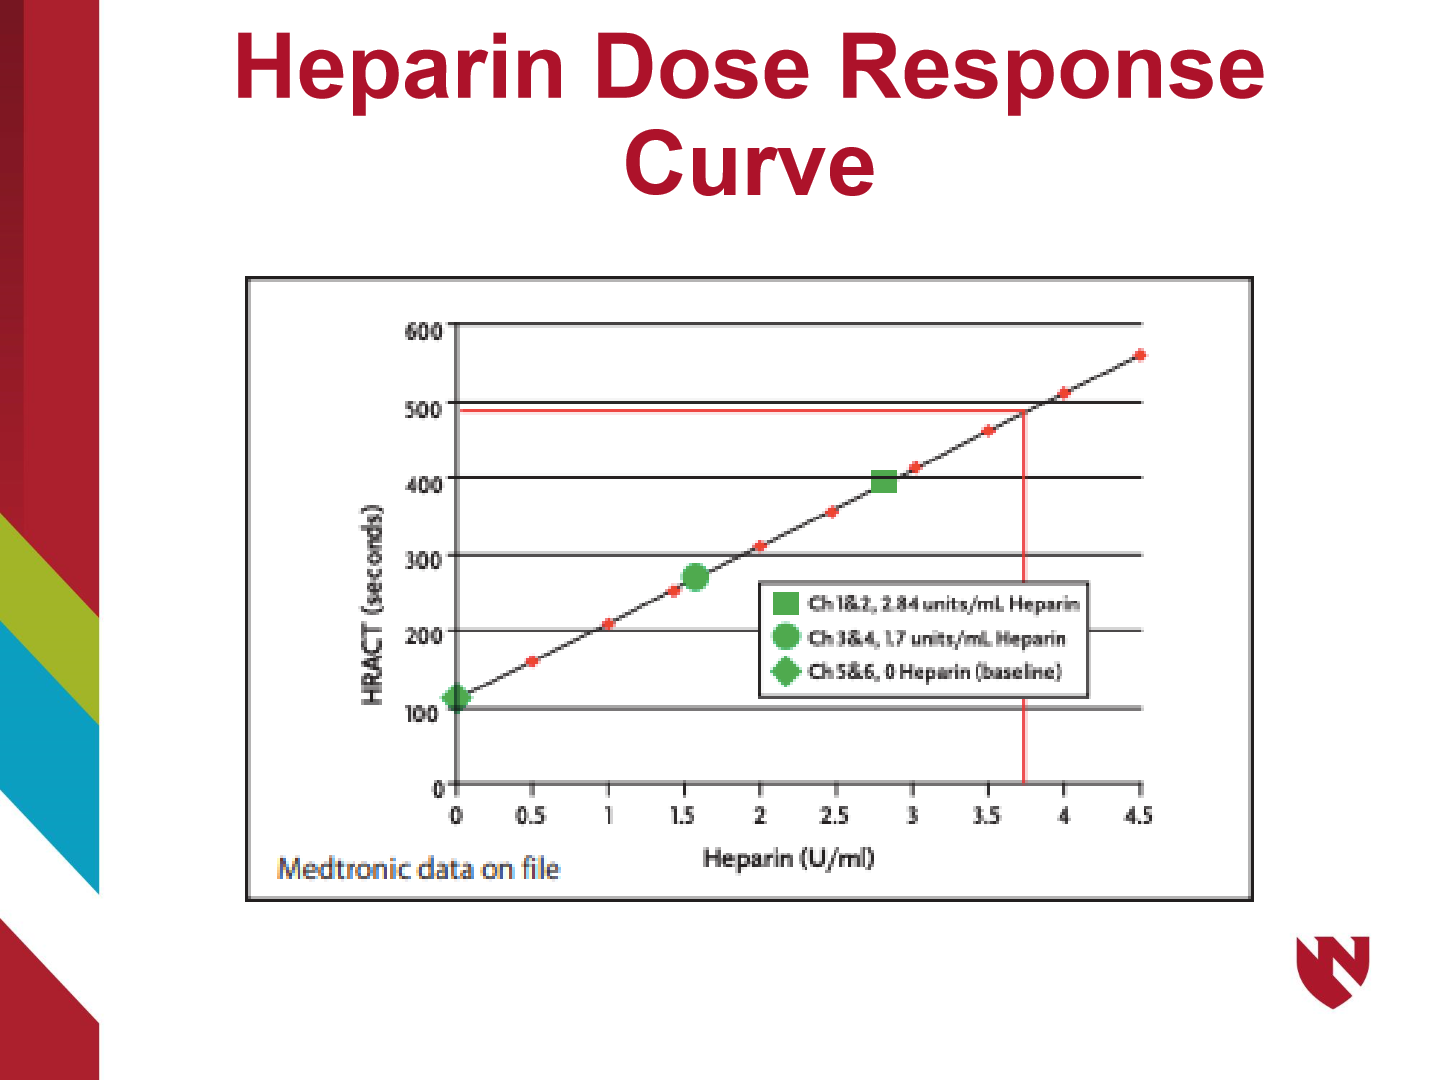 Heparin Dose Response
Curve
600
500
400
300
200
100
0
HRACT (seconds)
Ch 1&2, 2.84 units/mL Heparin
Ch 3&4, 1.7 units/mL Heparin
Ch 5&6, 0 Heparin (baseline)
0 0.5 1 1.5 2 2.5 3 3.5 4 4.5
Heparin (U/ml)
Medtronic data on file